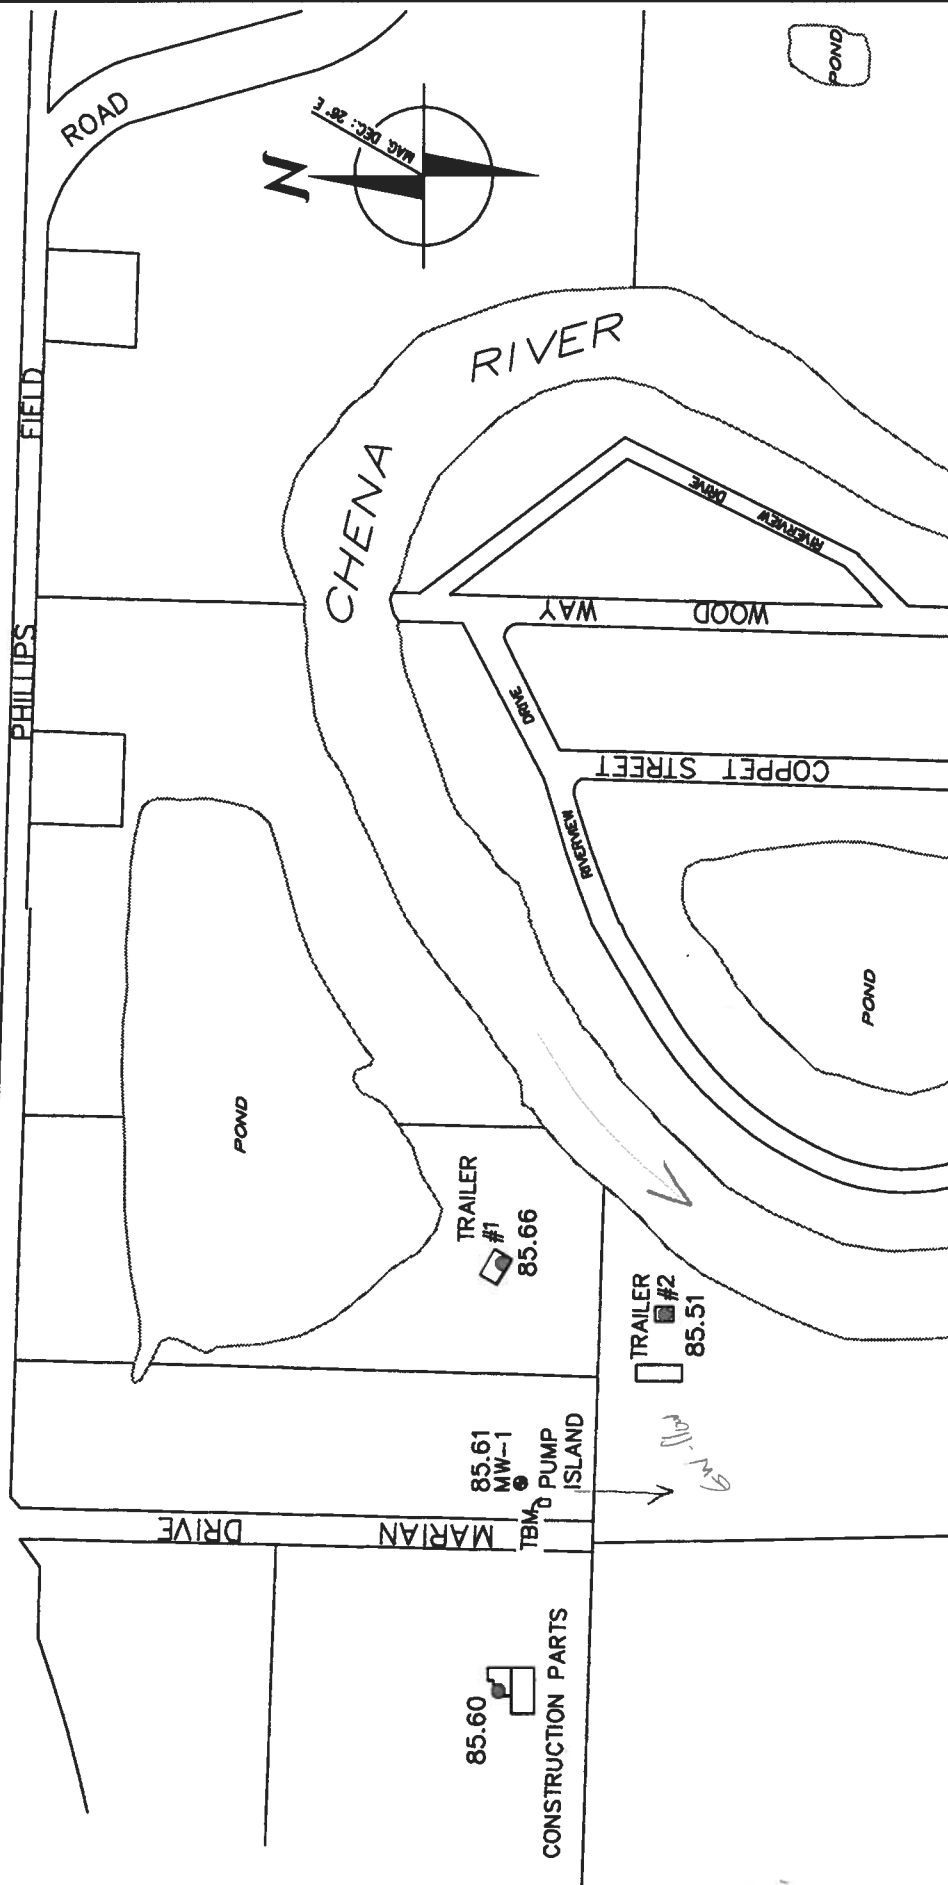 ROAD
N
MAG. DEC.: 26° E
POND
PHILLIPS FIELD
CHENA RIVER
RIVERVIEW DRIVE
WOOD WAY
DRIVE
RIVERVIEW
COPPET STREET
POND
POND
TRAILER
#1
85.66
TRAILER
#2
85.51
85.61
MW-1
PUMP
ISLAND
TBM
GW-flow
MARIAN DRIVE
85.60
CONSTRUCTION PARTS